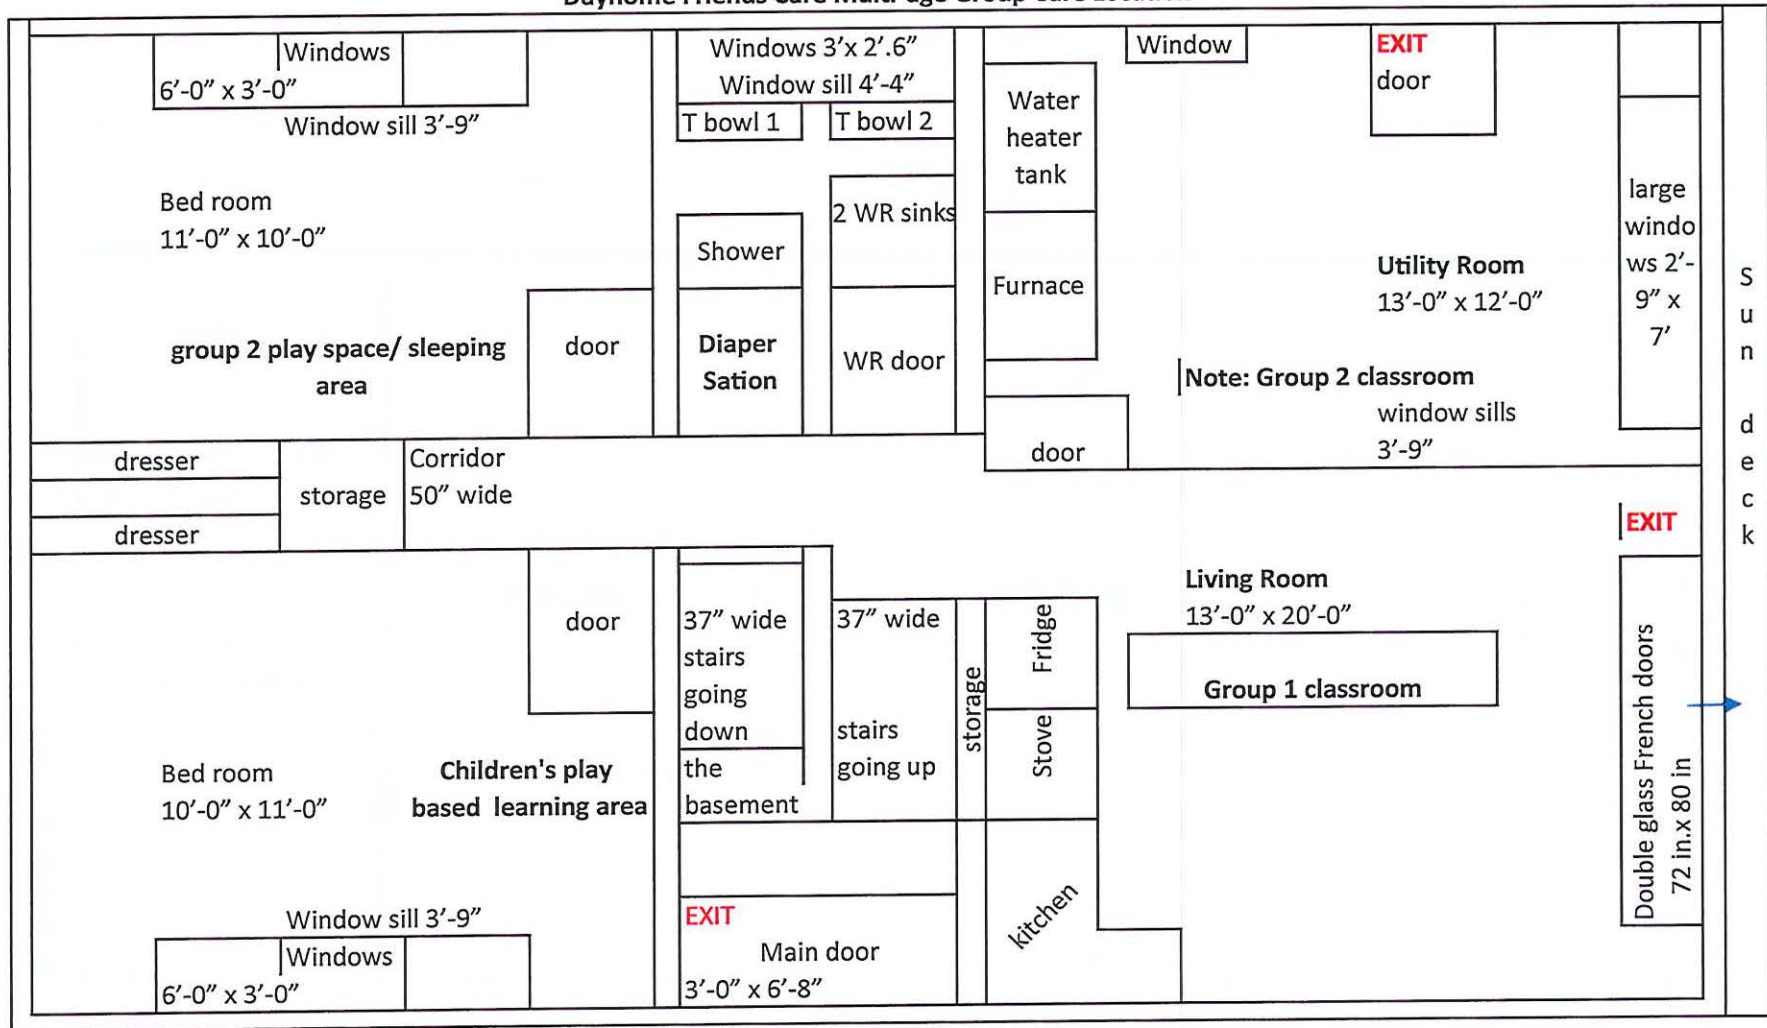 Windows
6’-0” x 3’-0”
Window sill 3’-9”
Bed room
11’-0” x 10’-0”
group 2 play space/ sleeping
area
door
Windows 3’x 2’.6”
Window sill 4’-4”
T bowl 1
T bowl 2
2 WR sinks
Shower
Diaper
Sation
WR door
Water
heater
tank
Furnace
door
Window
EXIT
door
Utility Room
13’-0” x 12’-0”
Note: Group 2 classroom
window sills
3’-9”
large
windo
ws 2’-
9” x
7’
Sun deck
dresser
dresser
storage
Corridor
50” wide
EXIT
door
Bed room
10’-0” x 11’-0”
Children's play
based learning area
Window sill 3’-9”
Windows
6’-0” x 3’-0”
37” wide
stairs
going
down
the
basement
37” wide
stairs
going up
storage
Fridge
Stove
kitchen
EXIT
Main door
3’-0” x 6’-8”
Living Room
13’-0” x 20’-0”
Group 1 classroom
Double glass French doors
72 in.x 80 in